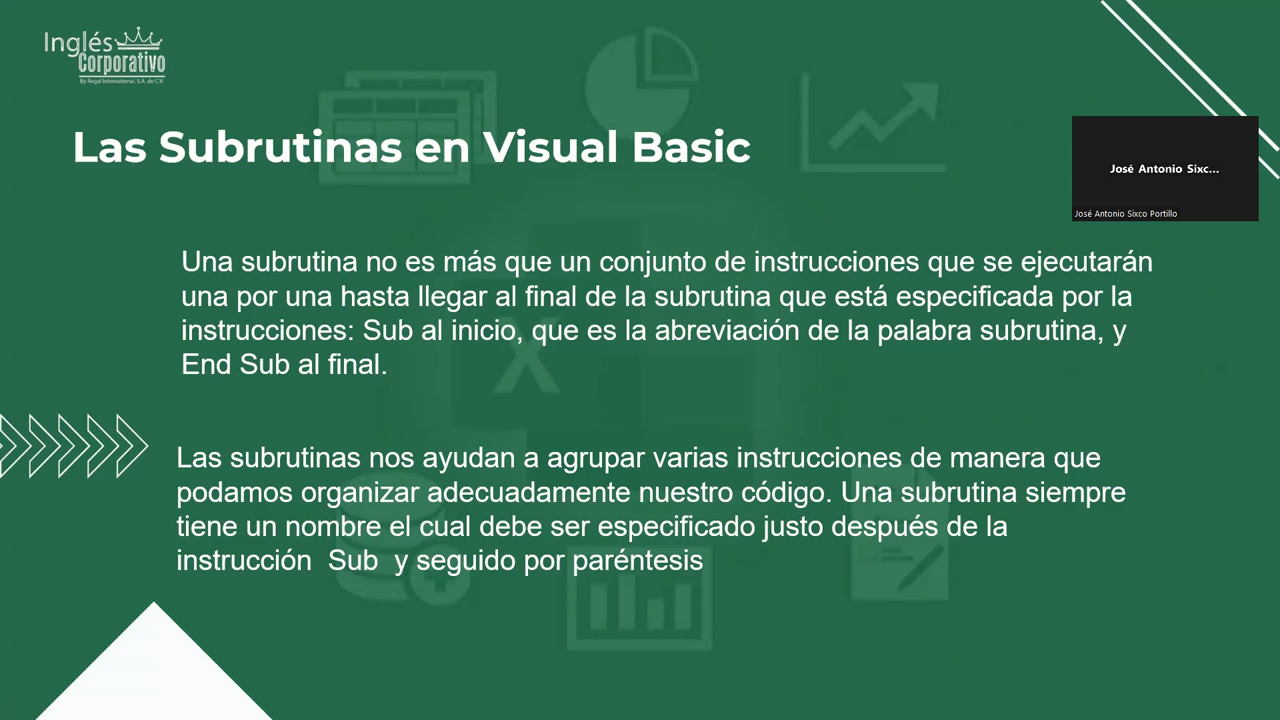 Inglés
Corporativo
By Regal International, S.A. de C.V.
Las Subrutinas en Visual Basic
José Antonio Sixc...
José Antonio Sixco Portillo
Una subrutina no es más que un conjunto de instrucciones que se ejecutarán
una por una hasta llegar al final de la subrutina que está especificada por la
instrucciones: Sub al inicio, que es la abreviación de la palabra subrutina, y
End Sub al final.
X
Las subrutinas nos ayudan a agrupar varias instrucciones de manera que
podamos organizar adecuadamente nuestro código. Una subrutina siempre
tiene un nombre el cual debe ser especificado justo después de la
instrucción  Sub  y seguido por paréntesis